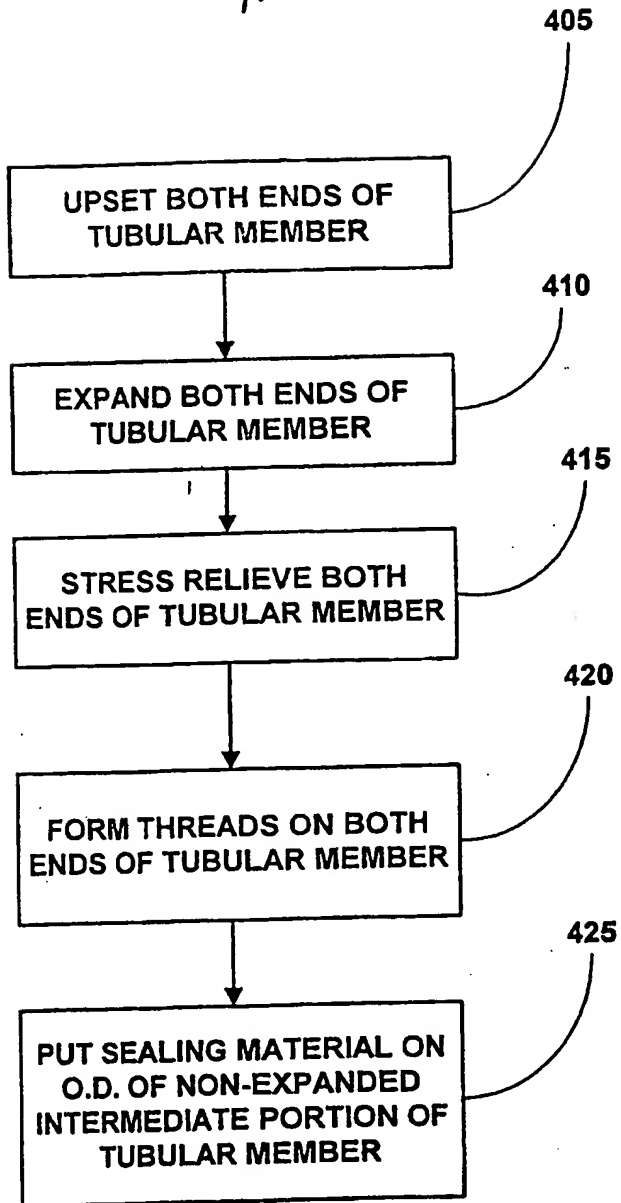 405
UPSET BOTH ENDS OF
TUBULAR MEMBER
410
EXPAND BOTH ENDS OF
TUBULAR MEMBER
415
STRESS RELIEVE BOTH
ENDS OF TUBULAR MEMBER
420
FORM THREADS ON BOTH
ENDS OF TUBULAR MEMBER
425
PUT SEALING MATERIAL ON
O.D. OF NON-EXPANDED
INTERMEDIATE PORTION OF
TUBULAR MEMBER